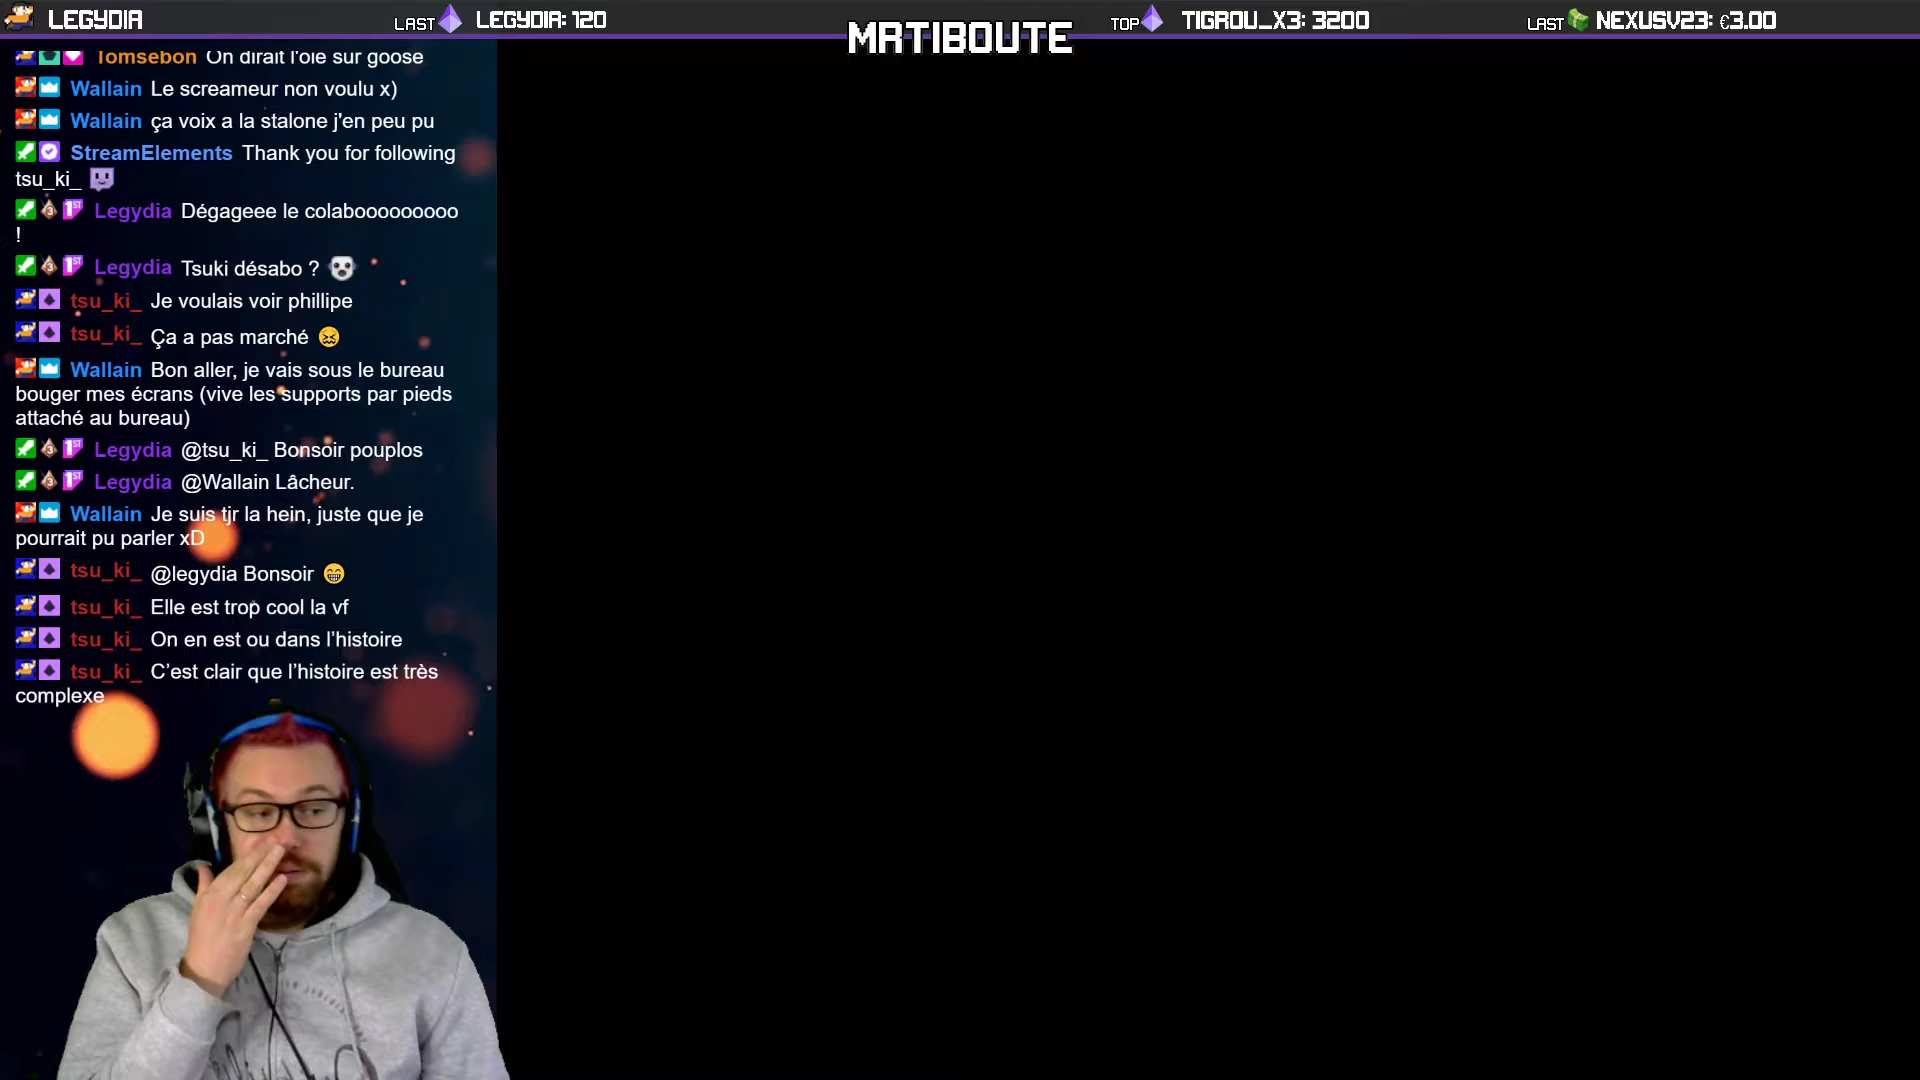 LEGYDIA
LAST LEGYDIA: 120
MATIBOUTE
TOP TIGROU_X3: 3200
LAST NEXUSV23: €3.00
Tomsebon On dirait l'oie sur goose
Wallain Le screameur non voulu x)
Wallain ça voix a la stalone j'en peu pu
StreamElements Thank you for following
tsu_ki_
1ST Legydia Dégageee le colaboooooooooo
!
1ST Legydia Tsuki désabo ?
tsu_ki_ Je voulais voir phillipe
tsu_ki_ Ça a pas marché 😖
Wallain Bon aller, je vais sous le bureau
bouger mes écrans (vive les supports par pieds
attaché au bureau)
1ST Legydia @tsu_ki_ Bonsoir pouplos
1ST Legydia @Wallain Lâcheur.
Wallain Je suis tjr la hein, juste que je
pourrait pu parler xD
tsu_ki_ @legydia Bonsoir 😁
tsu_ki_ Elle est trop cool la vf
tsu_ki_ On en est ou dans l’histoire
tsu_ki_ C’est clair que l’histoire est très
complexe